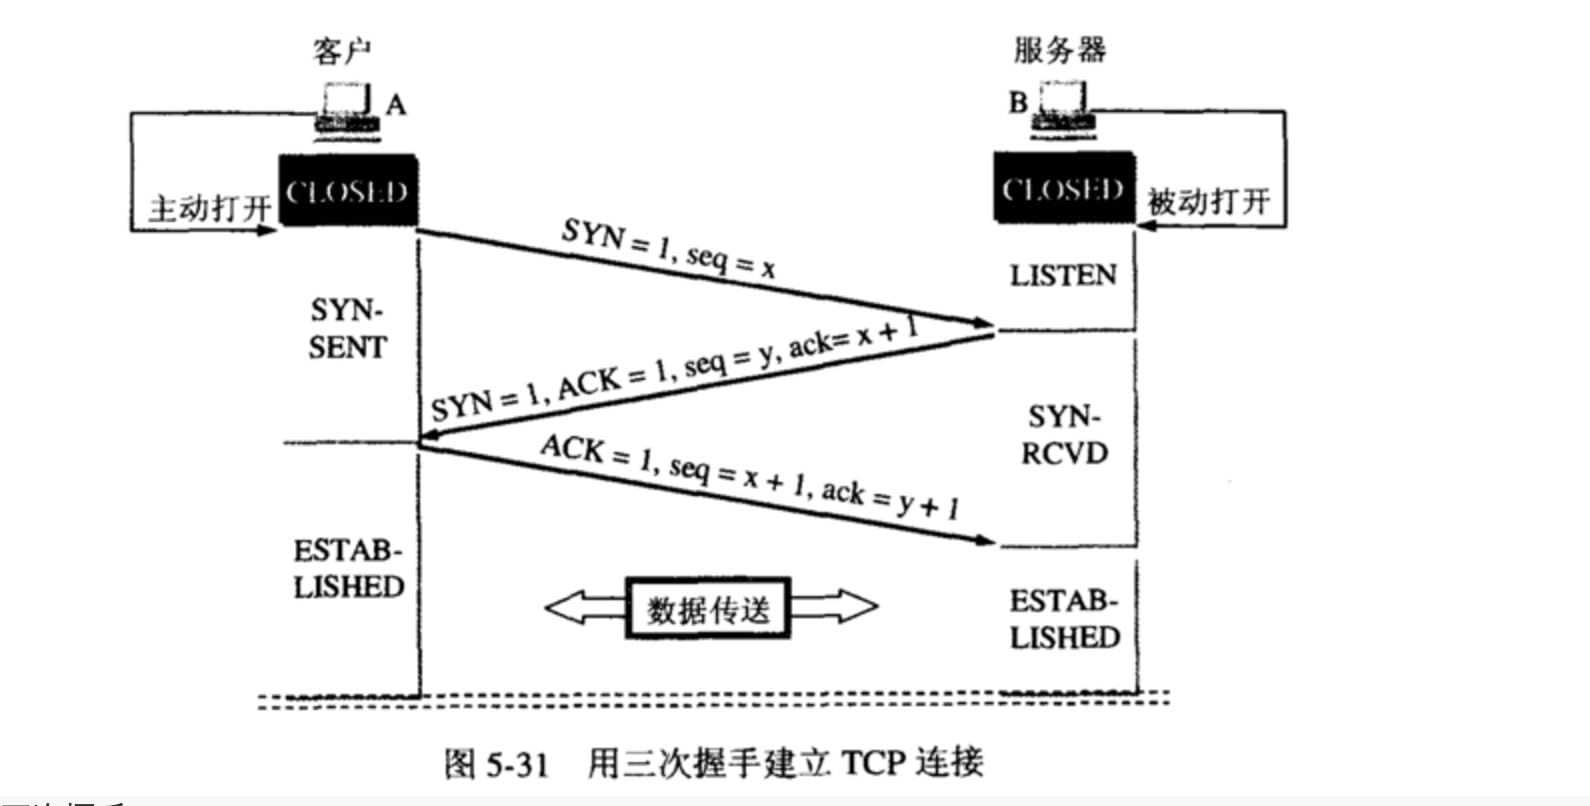 客户
服务器
A
B
CLOSED
CLOSED
主动打开
被动打开
SYN = 1, seq = x
LISTEN
SYN-
SENT
SYN = 1, ACK = 1, seq = y, ack= x + 1
SYN-
RCVD
ACK = 1, seq = x + 1, ack = y + 1
ESTAB-
LISHED
数据传送
ESTAB-
LISHED
图 5-31 用三次握手建立 TCP 连接